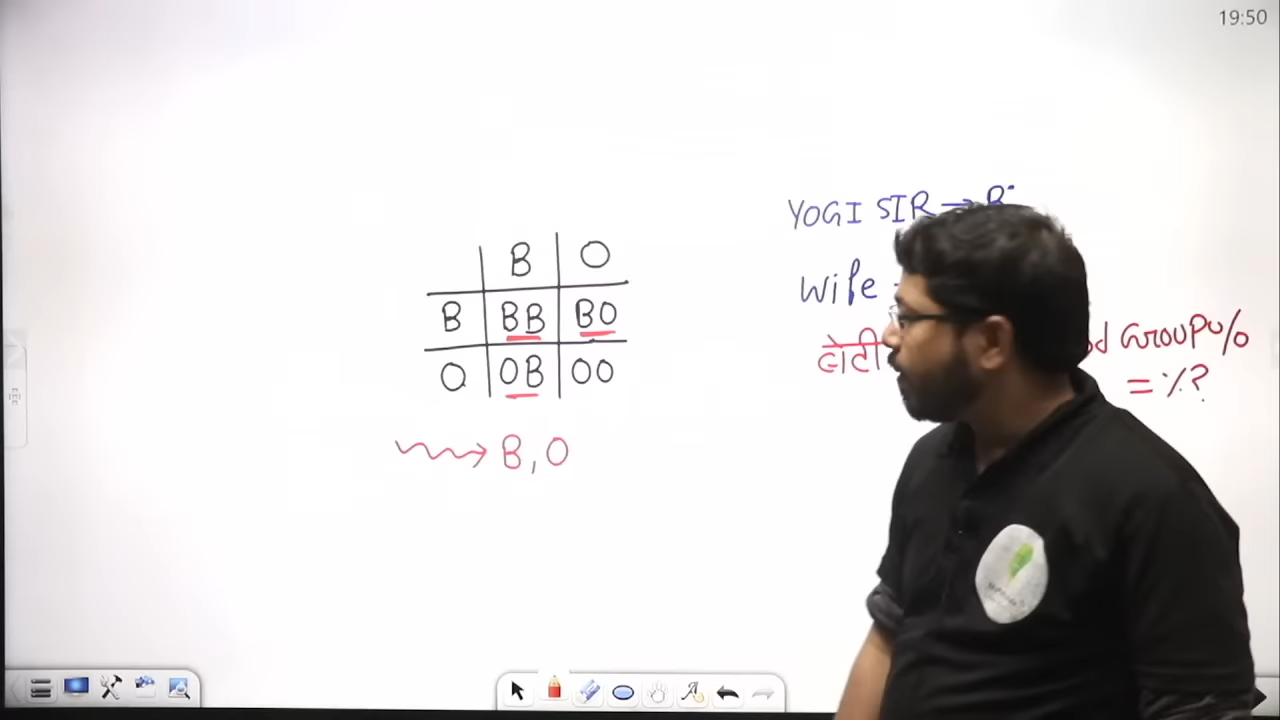 19:50
B O
B BB BO
O OB OO
B, O
YOGI SIR → B
Wife
GrouP %
= %?